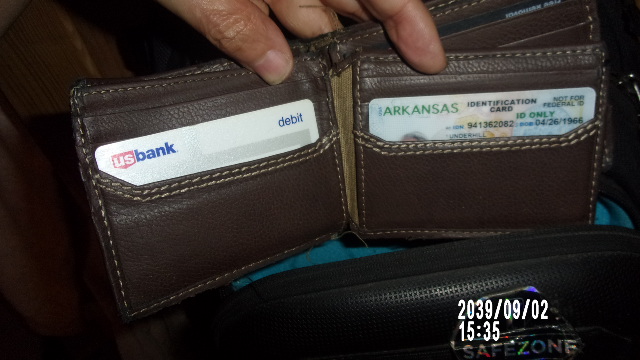 usbank
debit
ARKANSAS
IDENTIFICATION
CARD
NOT FOR
FEDERAL ID
ID ONLY
941362082
DOB 04/26/1966
UNDERHILL
2039/09/02
15:35
SAFEZONE